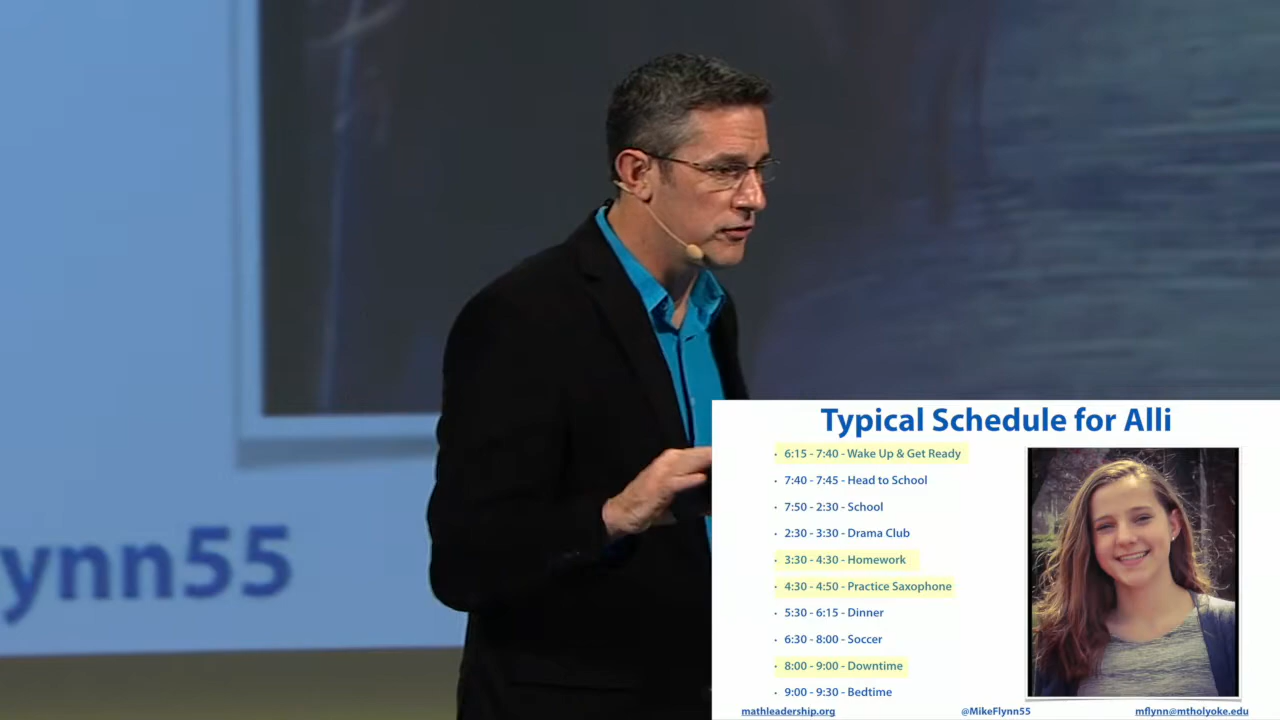 ynn55
Typical Schedule for Alli
· 6:15 - 7:40 - Wake Up & Get Ready
· 7:40 - 7:45 - Head to School
· 7:50 - 2:30 - School
· 2:30 - 3:30 - Drama Club
· 3:30 - 4:30 - Homework
· 4:30 - 4:50 - Practice Saxophone
· 5:30 - 6:15 - Dinner
· 6:30 - 8:00 - Soccer
· 8:00 - 9:00 - Downtime
· 9:00 - 9:30 - Bedtime
mathleadership.org @MikeFlynn55 mflynn@mtholyoke.edu